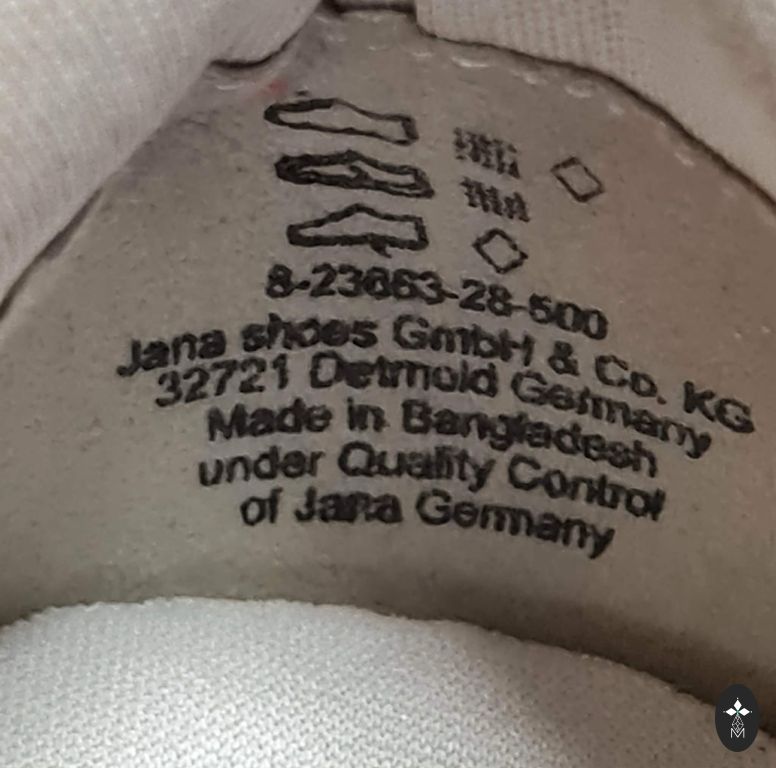 8-23663-28-500
Jana shoes GmbH & Co. KG
32721 Detmold Germany
Made in Bangladesh
under Quality Control
of Jana Germany
M